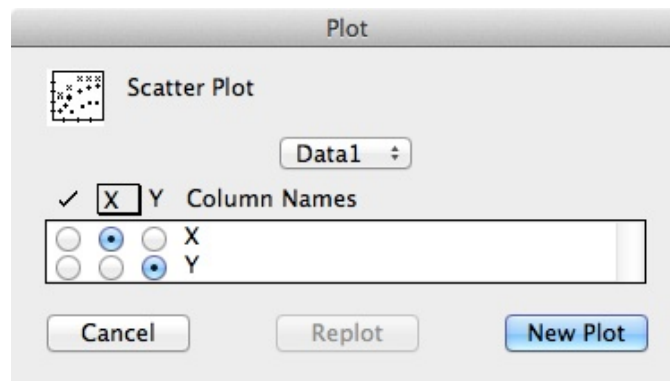 Plot
Scatter Plot
Data1
✓ X Y Column Names
X
Y
Cancel Replot New Plot